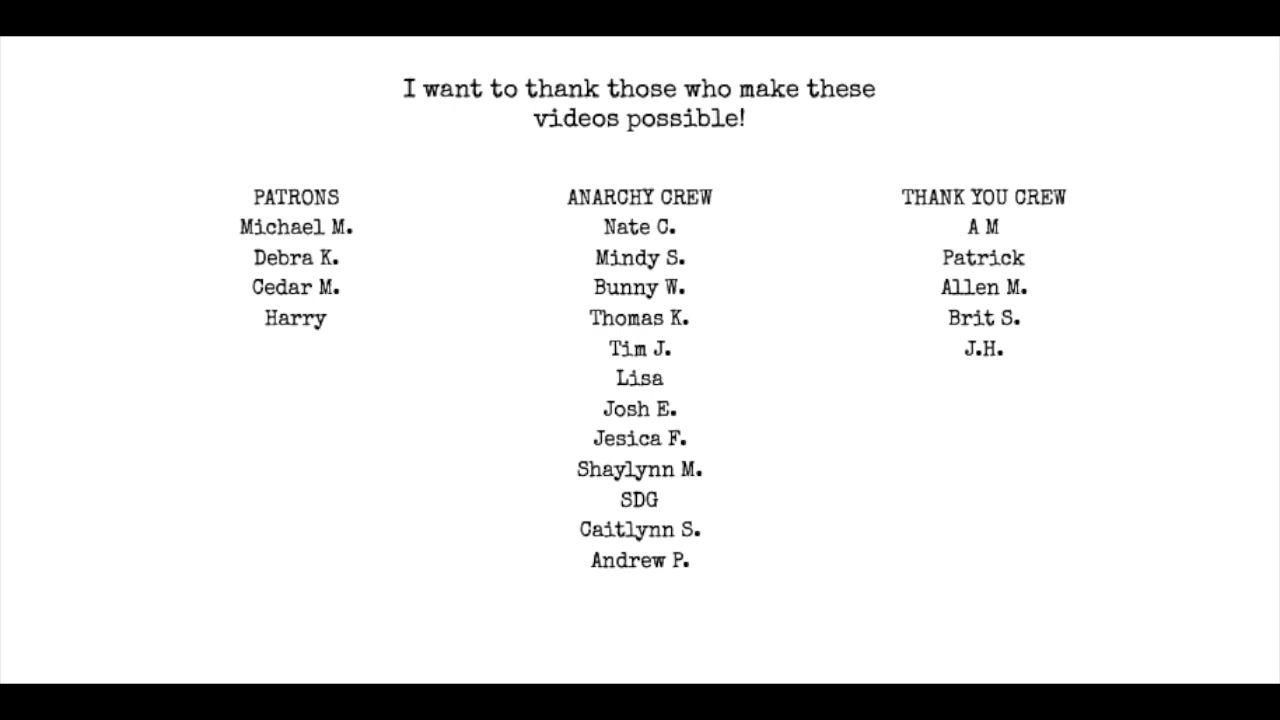 I want to thank those who make these
videos possible!
PATRONS
Michael M.
Debra K.
Cedar M.
Harry
ANARCHY CREW
Nate C.
Mindy S.
Bunny W.
Thomas K.
Tim J.
Lisa
Josh E.
Jesica F.
Shaylynn M.
SDG
Caitlynn S.
Andrew P.
THANK YOU CREW
A M
Patrick
Allen M.
Brit S.
J.H.